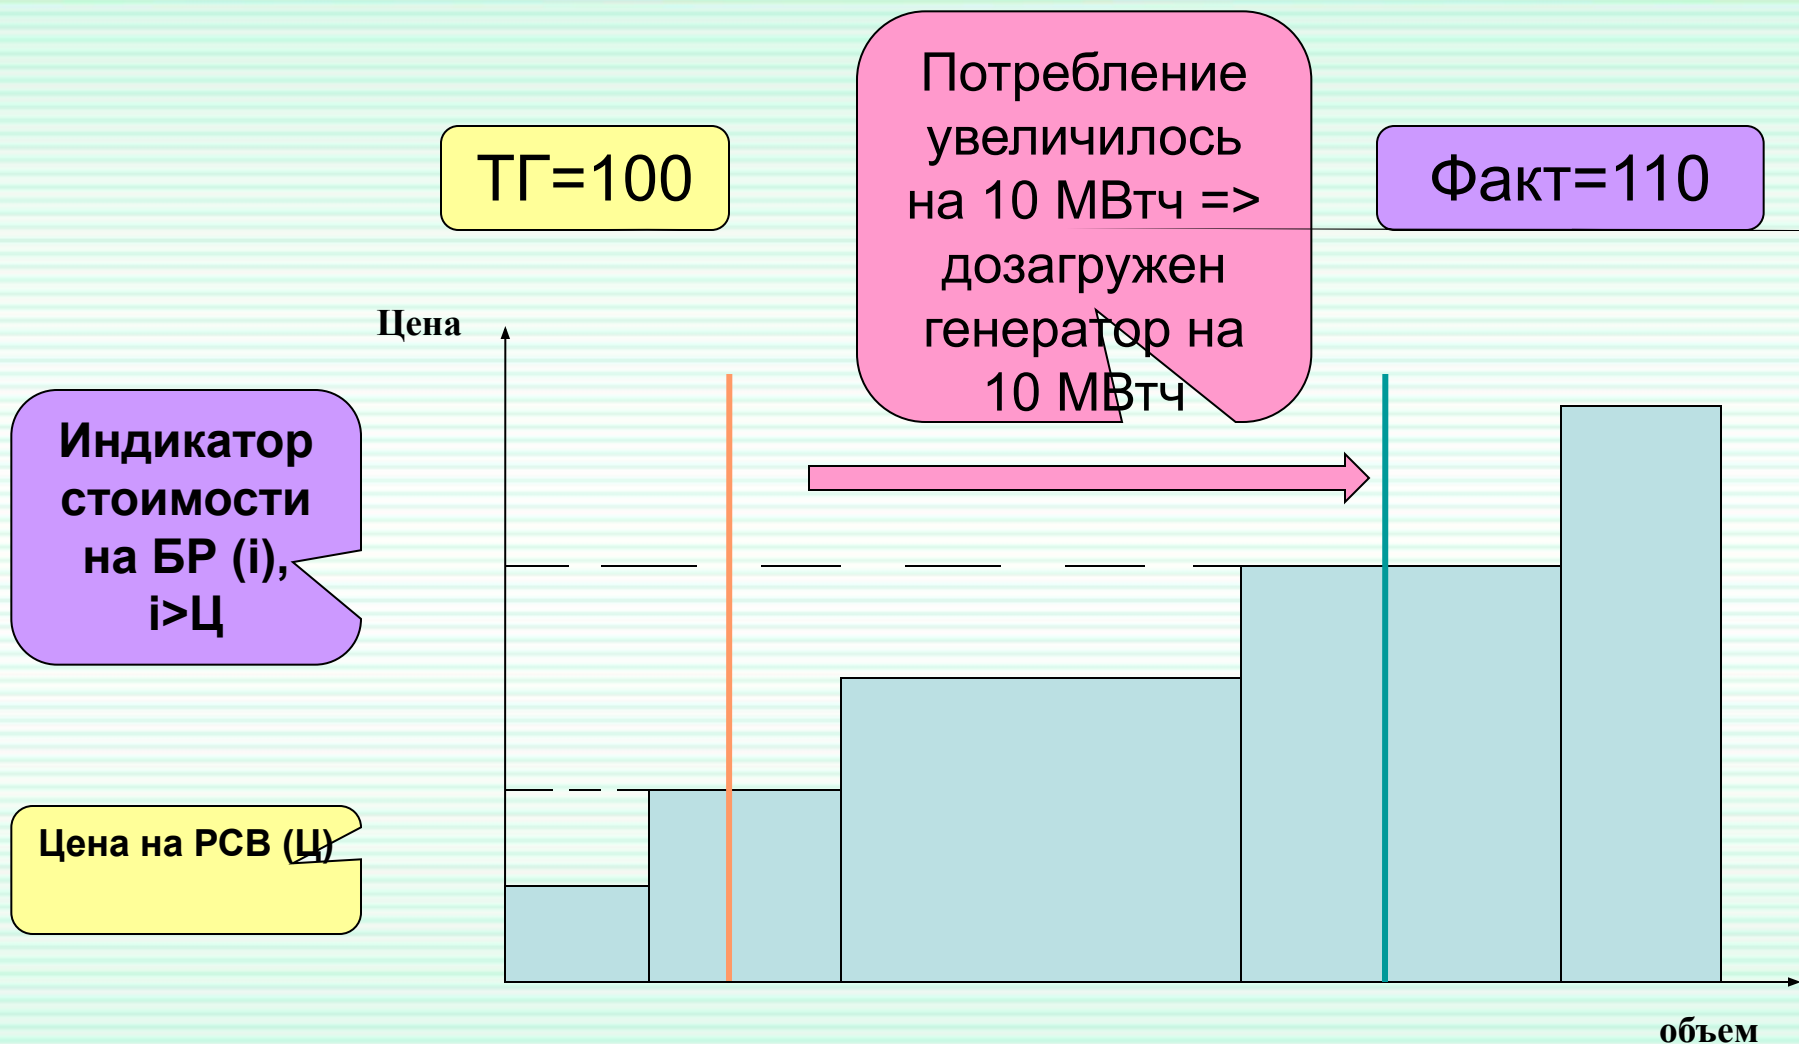 ТГ=100
Потребление
увеличилось
на 10 МВтч =>
дозагружен
генератор на
10 МВтч
Факт=110
Цена
Индикатор
стоимости
на БР (i),
i>Ц
Цена на РСВ (Ц)
объем